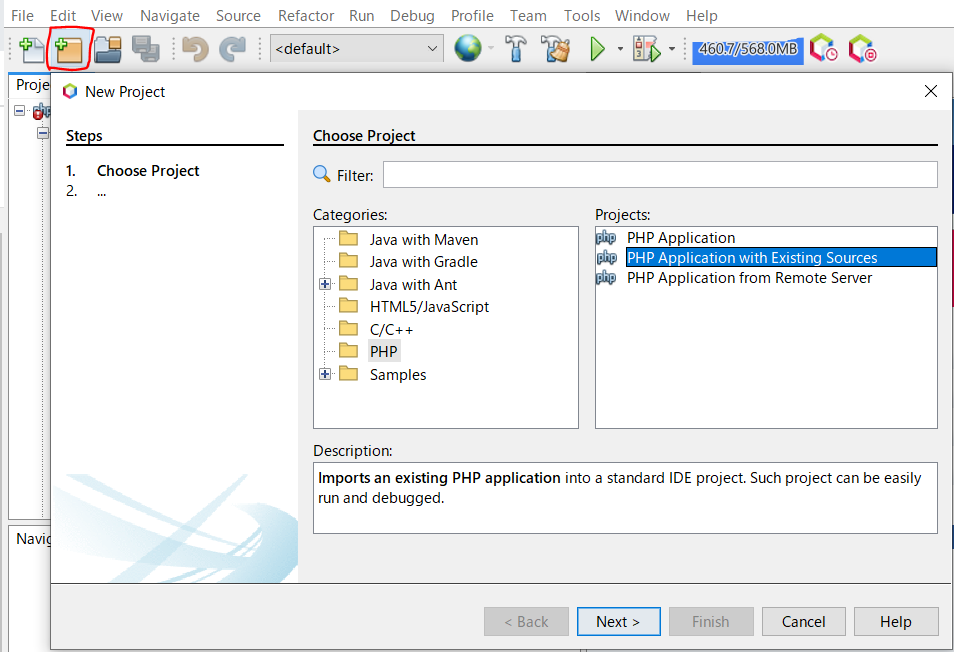 File Edit View Navigate Source Refactor Run Debug Profile Team Tools Window Help
<default> 460.7/568.0MB
Proje
php
New Project
Steps
1. Choose Project
2. ...
Choose Project
Filter:
Categories:
Java with Maven
Java with Gradle
Java with Ant
HTML5/JavaScript
C/C++
PHP
Samples
Projects:
php PHP Application
php PHP Application with Existing Sources
php PHP Application from Remote Server
Description:
Imports an existing PHP application into a standard IDE project. Such project can be easily
run and debugged.
Navig
< Back Next > Finish Cancel Help